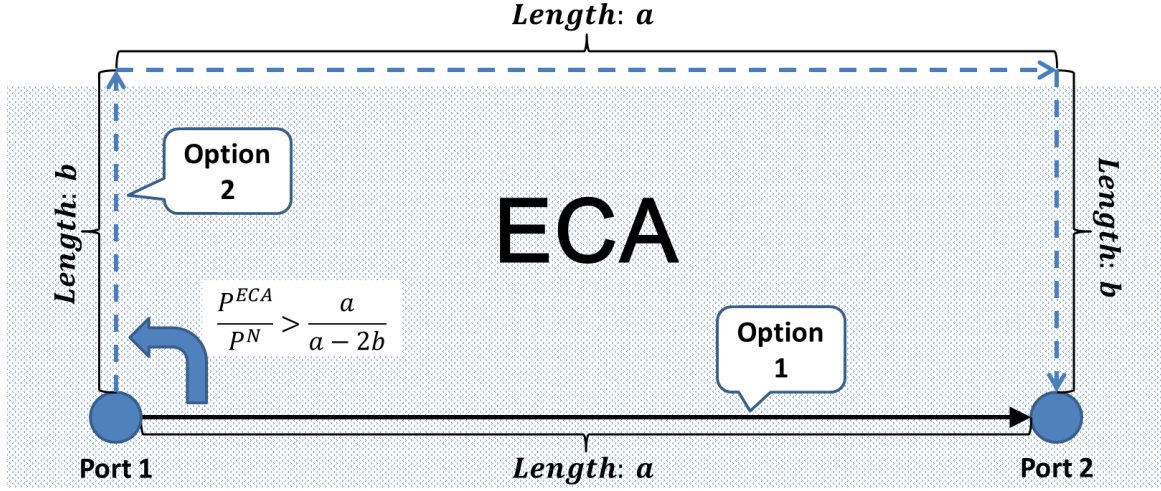 Length: a
Option
2
Length: b
ECA
Length: b
P^{ECA}/P^N > a/(a − 2b)
Option
1
Port 1
Length: a
Port 2